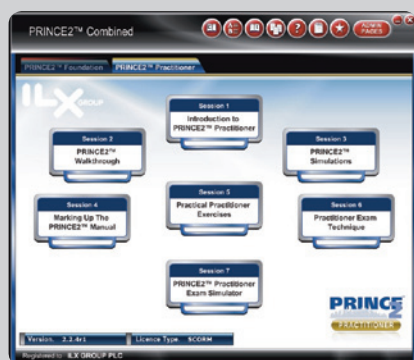 PRINCE2™ Combined
ADMIN
PAGES
PRINCE2™ Foundation
PRINCE2™ Practitioner
ILX GROUP
Session 1
Introduction to
PRINCE2™ Practitioner
Session 2
PRINCE2™
Walkthrough
Session 3
PRINCE2™
Simulations
Session 4
Marking Up The
PRINCE2™ Manual
Session 5
Practical Practitioner
Exercises
Session 6
Practitioner Exam
Technique
Session 7
PRINCE2™ Practitioner
Exam Simulator
PRINCE2
PRACTITIONER
Version. 2.2.4r1
Licence Type. SCORM
Registered to ILX GROUP PLC